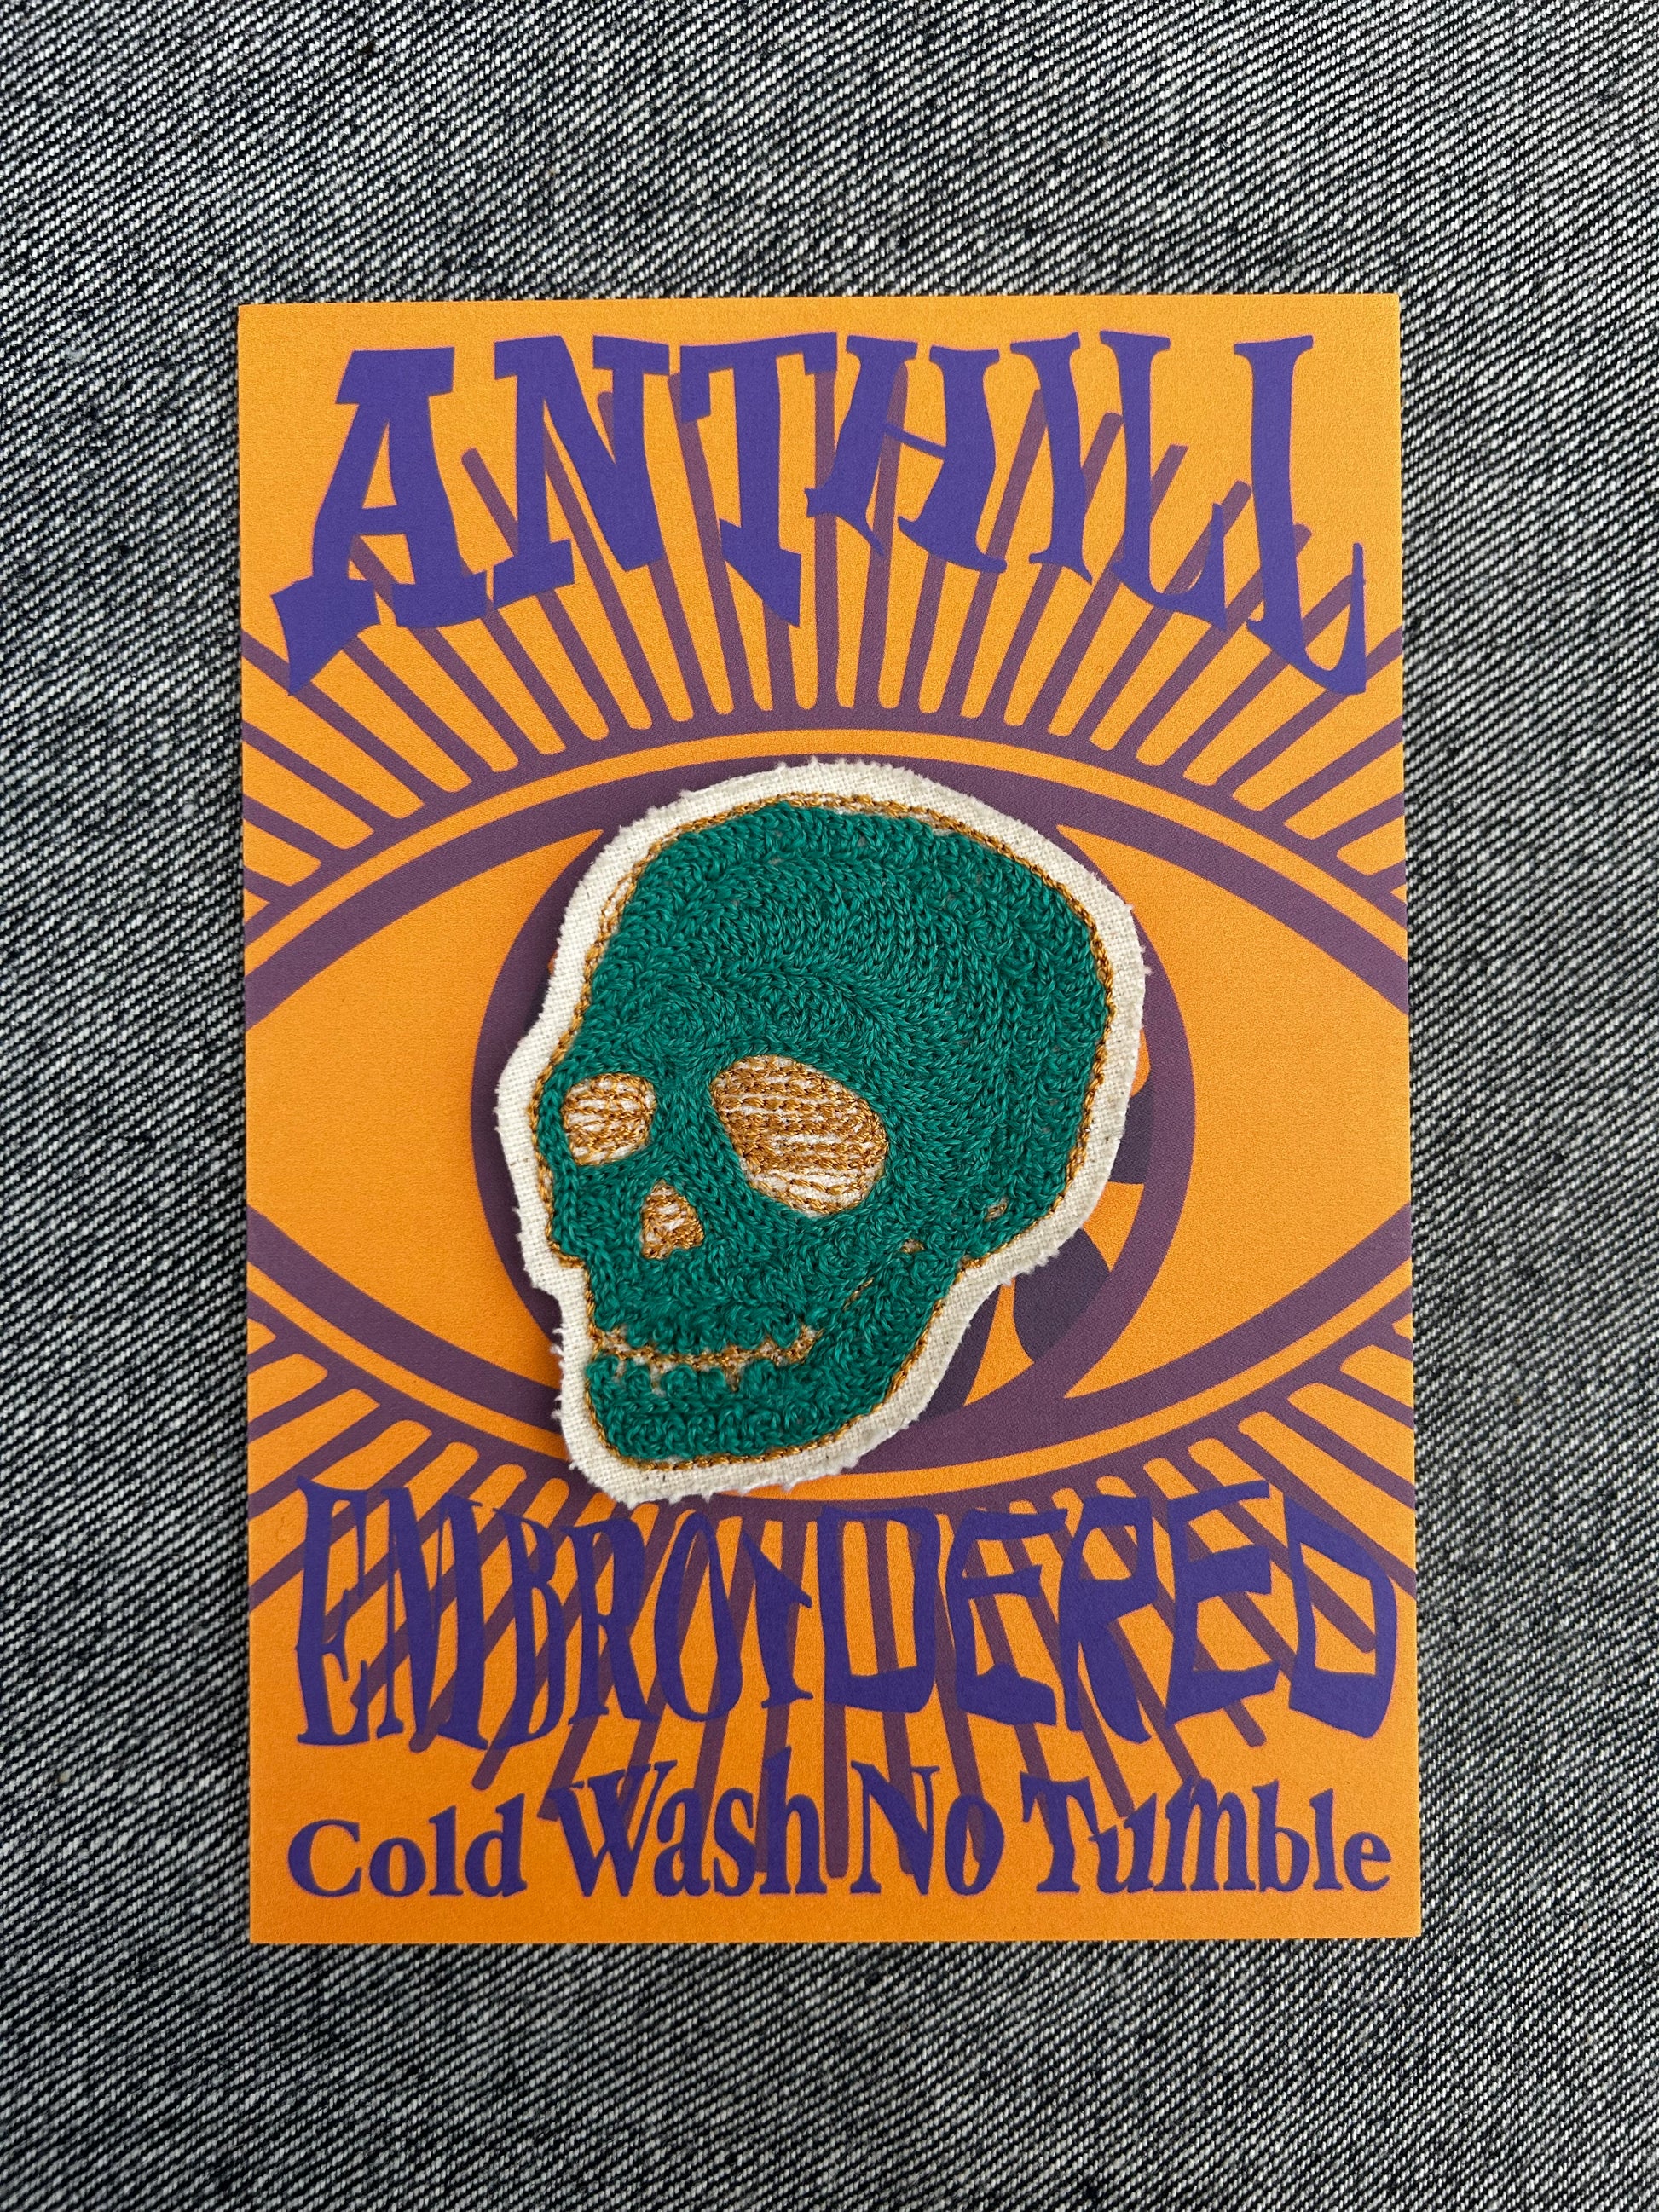 ANTHILL
EMBROIDERED
Cold Wash No Tumble